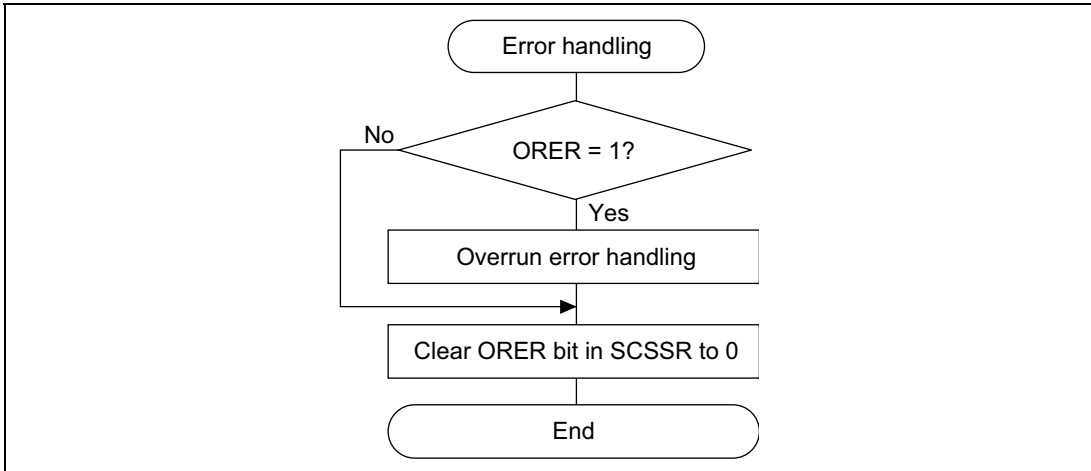 Error handling
No
ORER = 1?
Yes
Overrun error handling
Clear ORER bit in SCSSR to 0
End